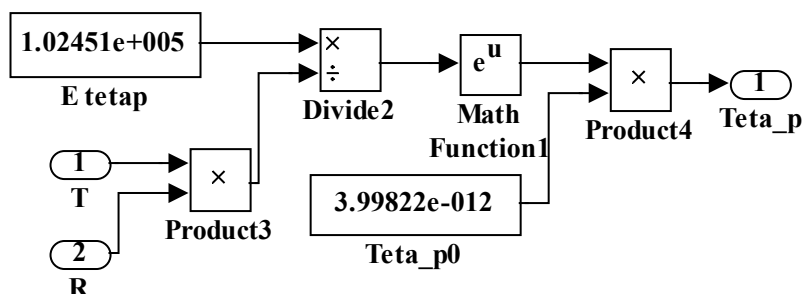 1.02451e+005
E tetap
×
÷
Divide2
e^u
Math
Function1
×
Product4
1
Teta_p
1
T
×
Product3
2
R
3.99822e-012
Teta_p0